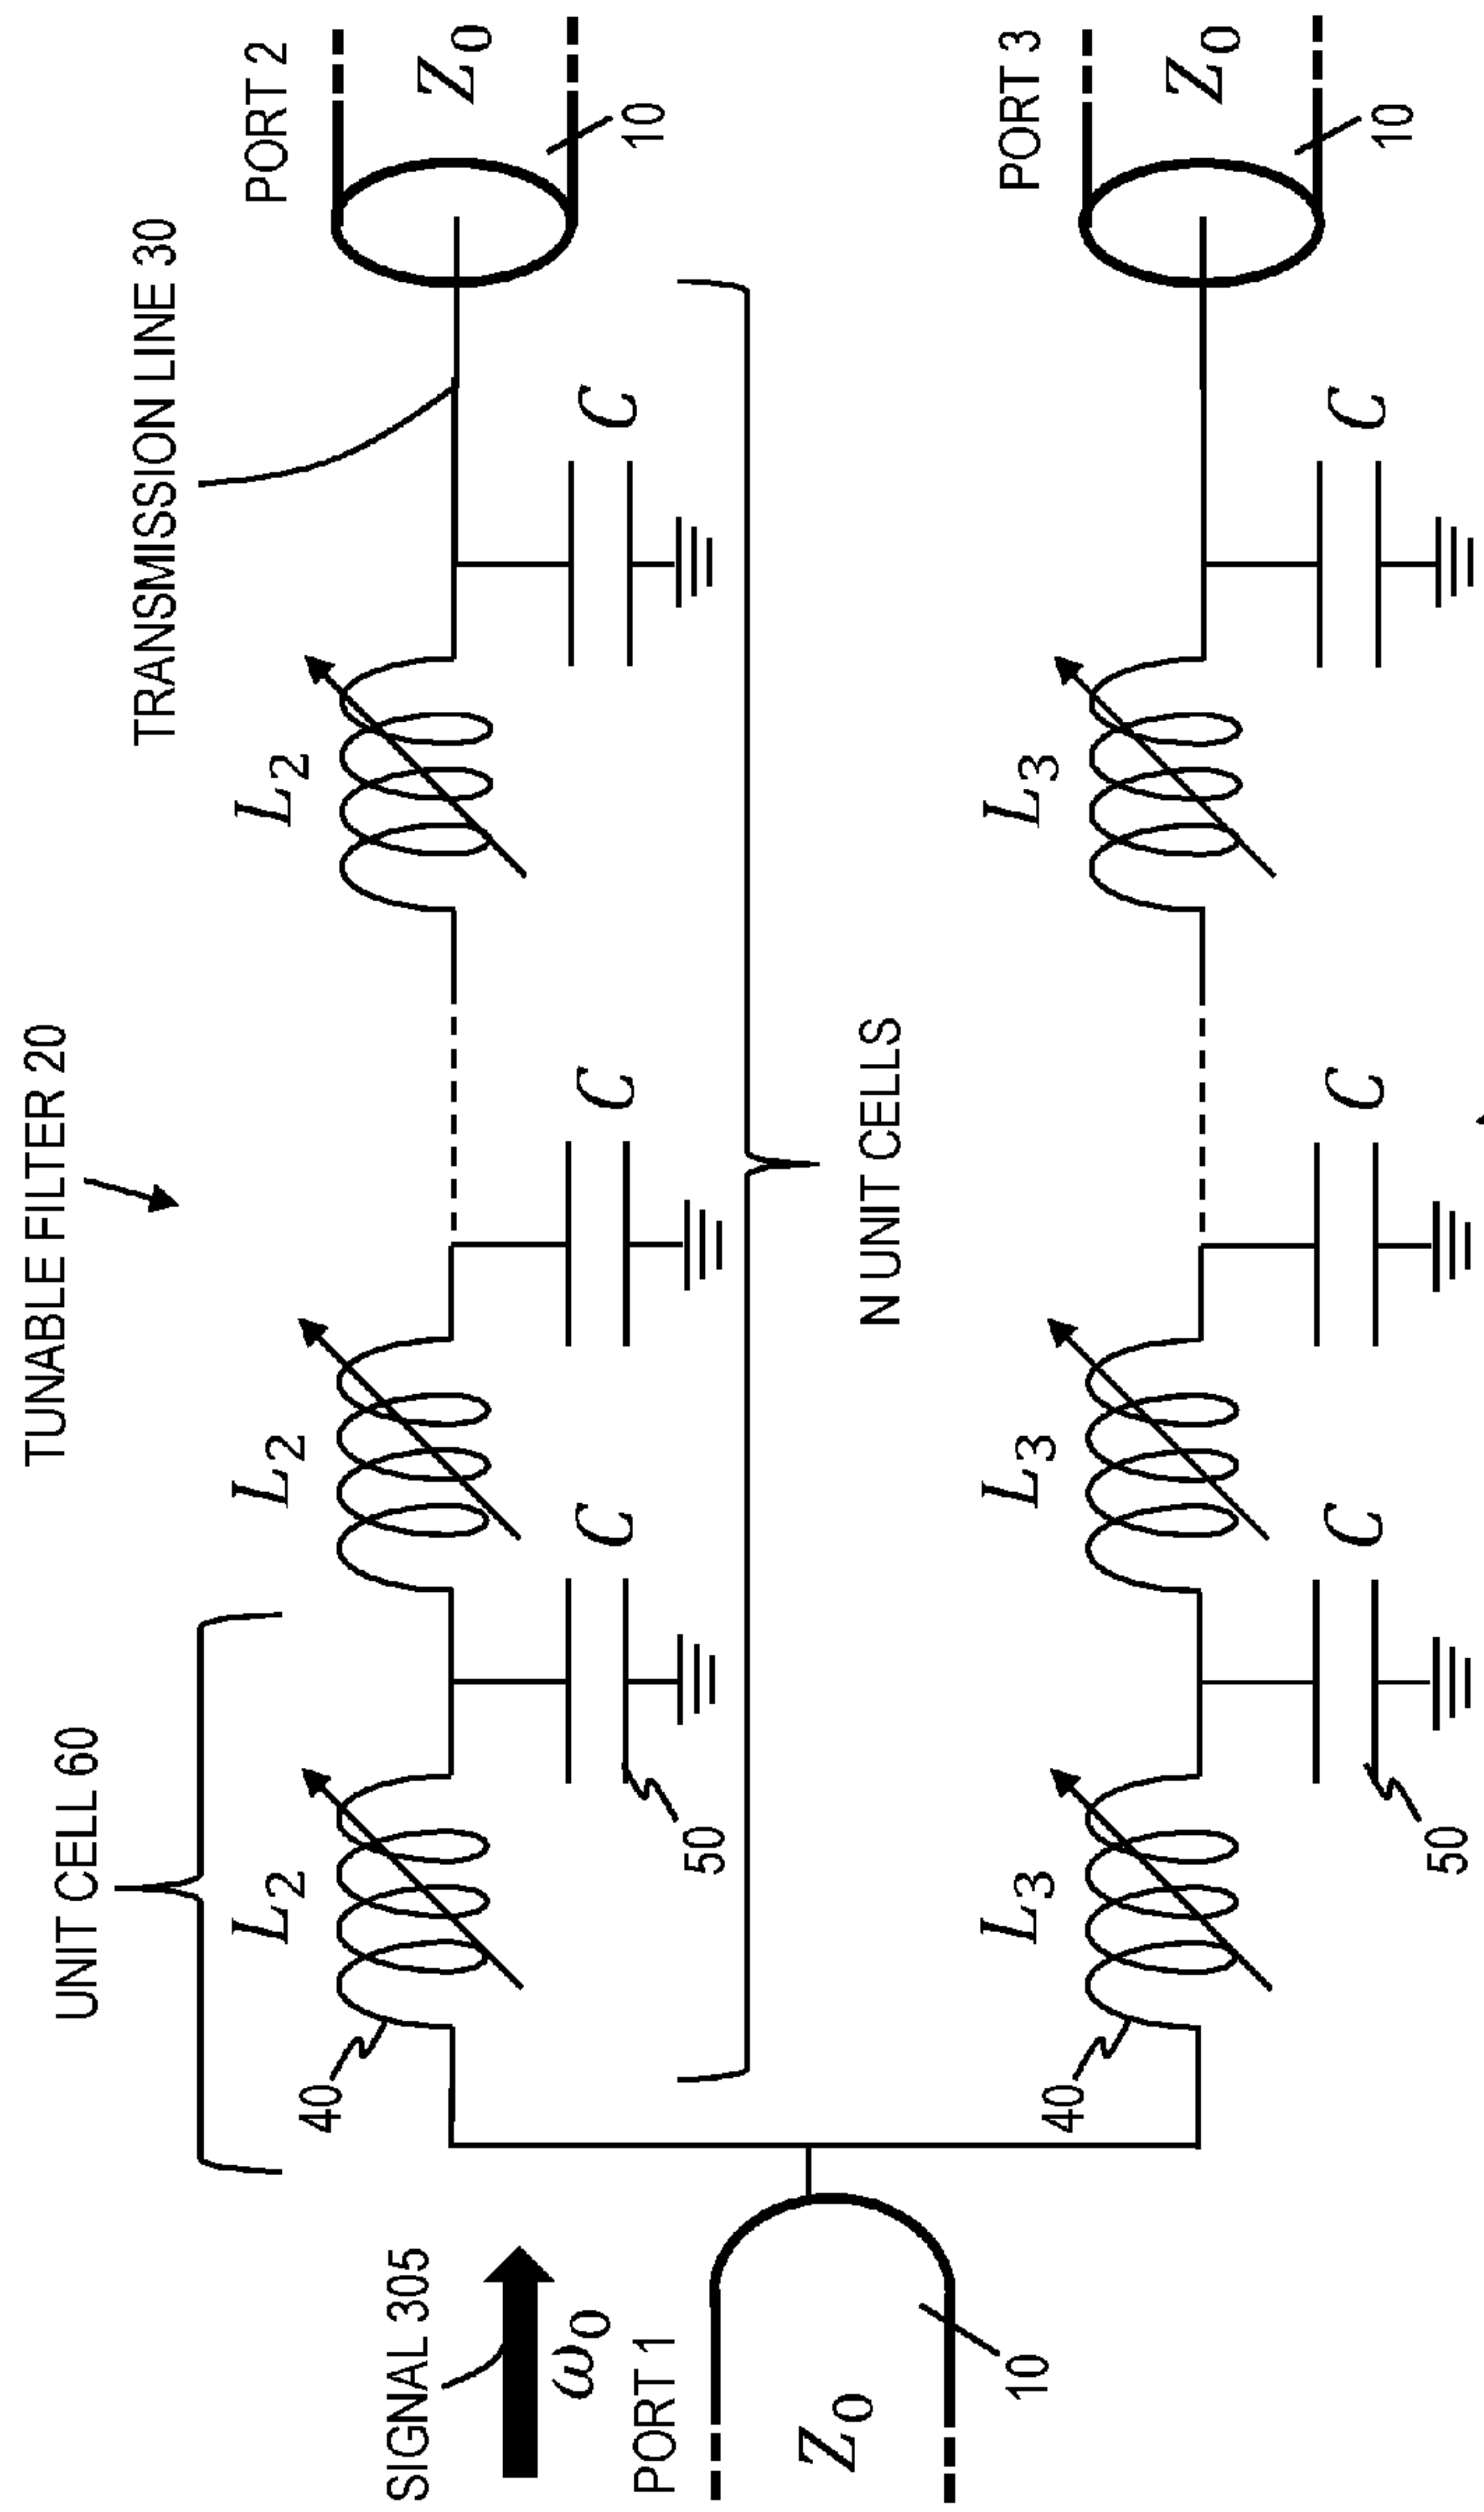 TUNABLE FILTER 20
UNIT CELL 60
TRANSMISSION LINE 30
PORT 2
L2
L2
L2
40
Z0
10
C
C
C
50
SIGNAL 305
ω0
PORT 1
Z0
10
N UNIT CELLS
PORT 3
L3
L3
L3
40
Z0
10
C
C
C
50